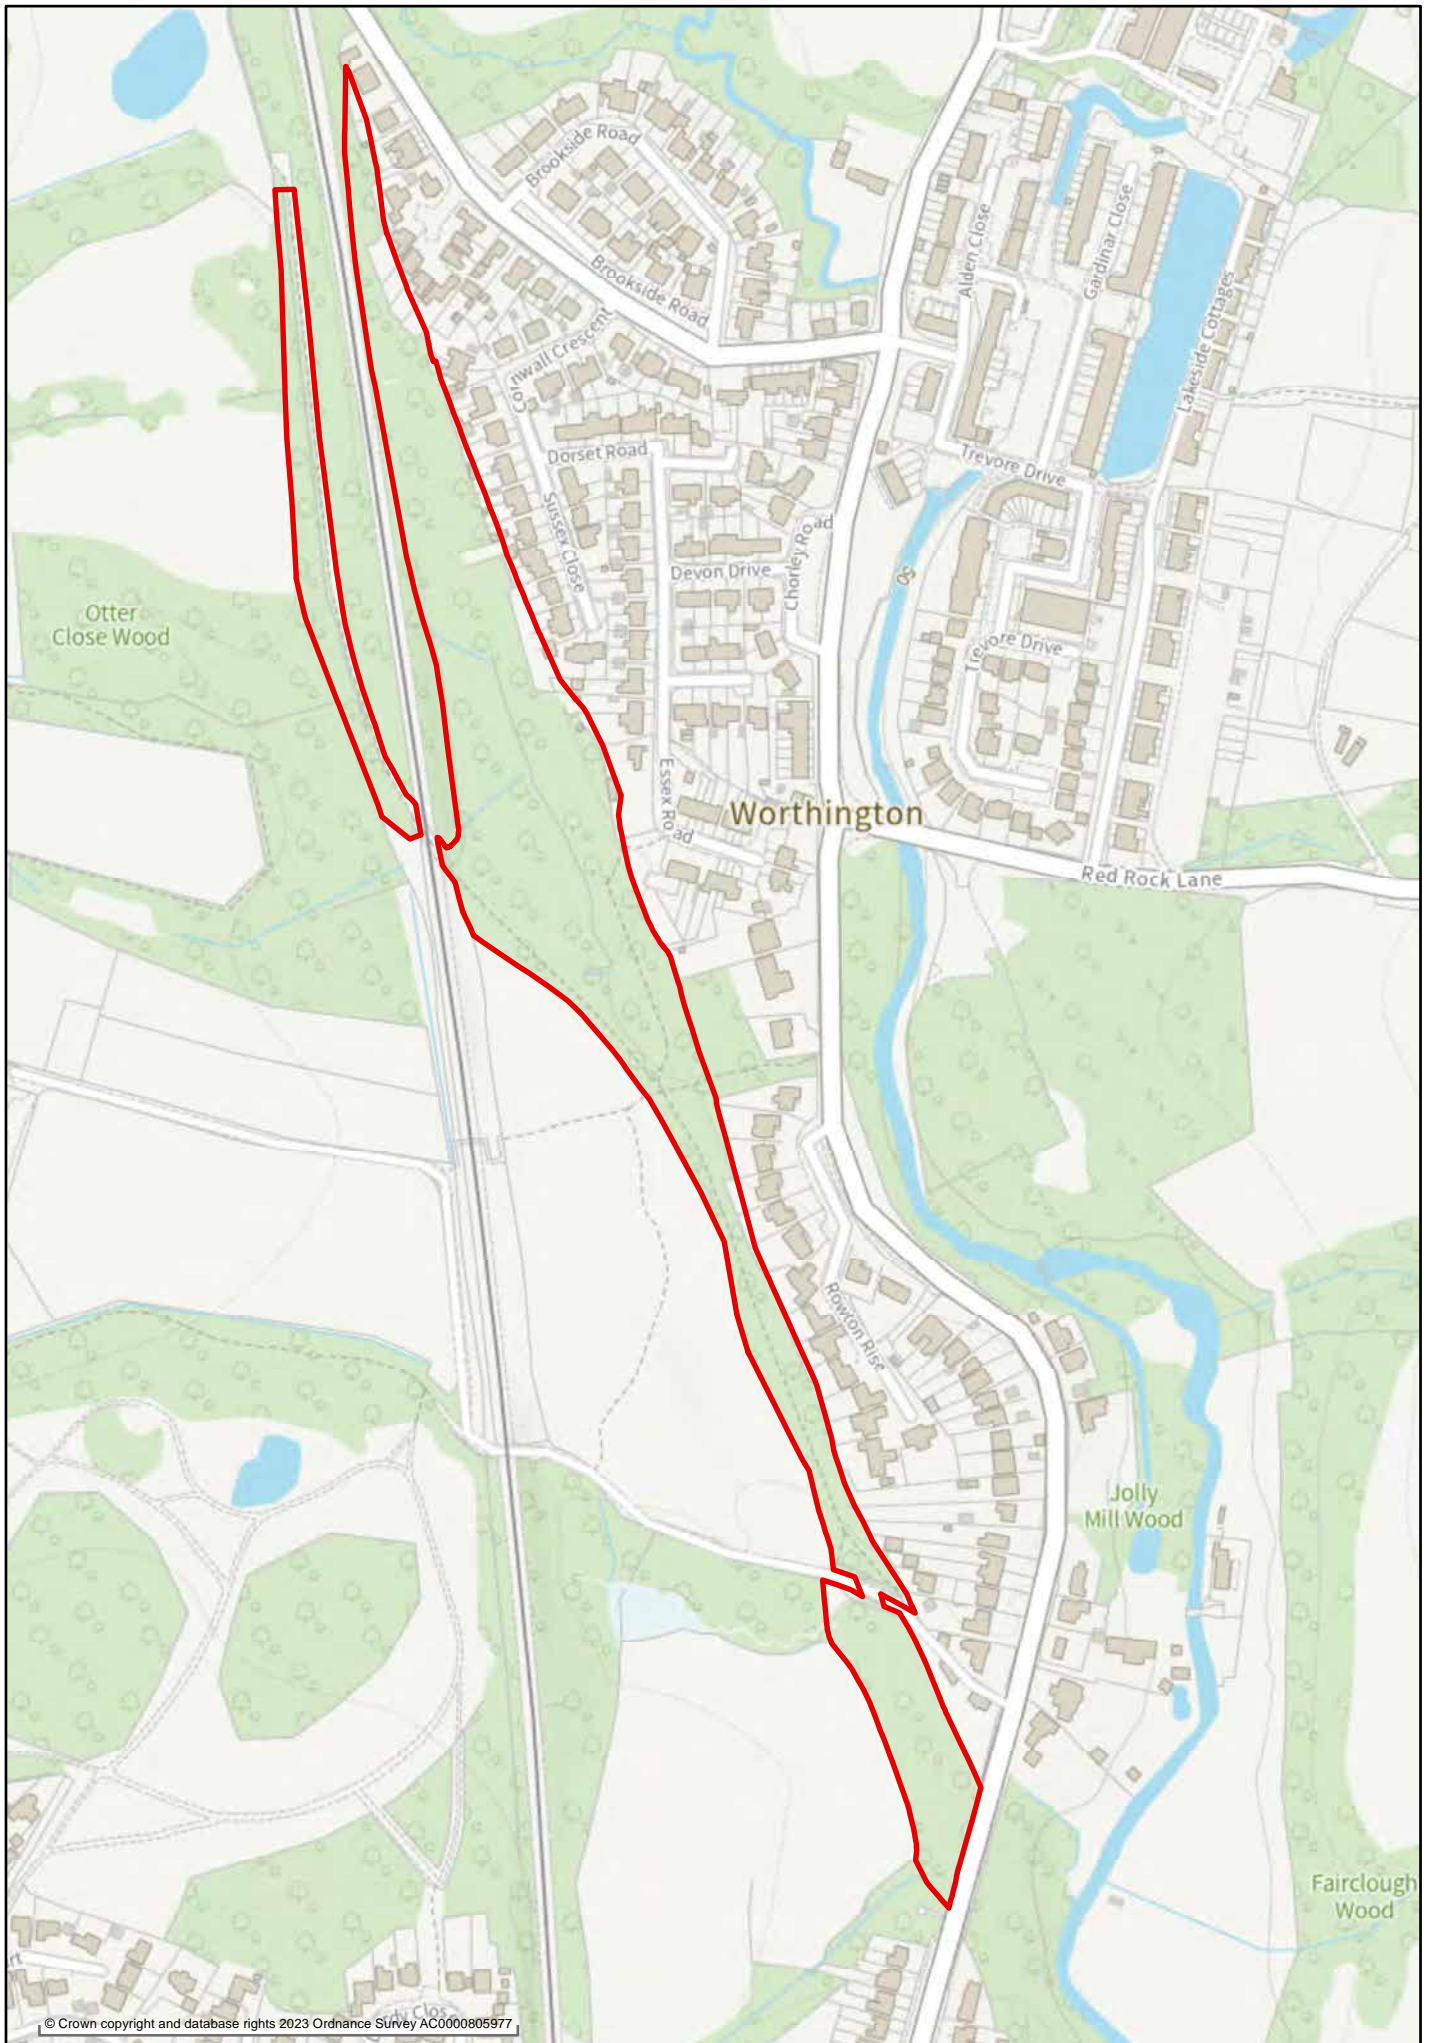 Brookside Road
Brookside Road
Alden Close
Gardinar Close
Lakeside Cottages
Cornwall Crescent
Dorset Road
Trevore Drive
Sussex Close
Chorley Road
Devon Drive
Otter
Close Wood
Trevore Drive
Essex Road
Worthington
Red Rock Lane
Rowton Rise
Jolly
Mill Wood
Fairclough
Wood
© Crown copyright and database rights 2023 Ordnance Survey AC0000805977